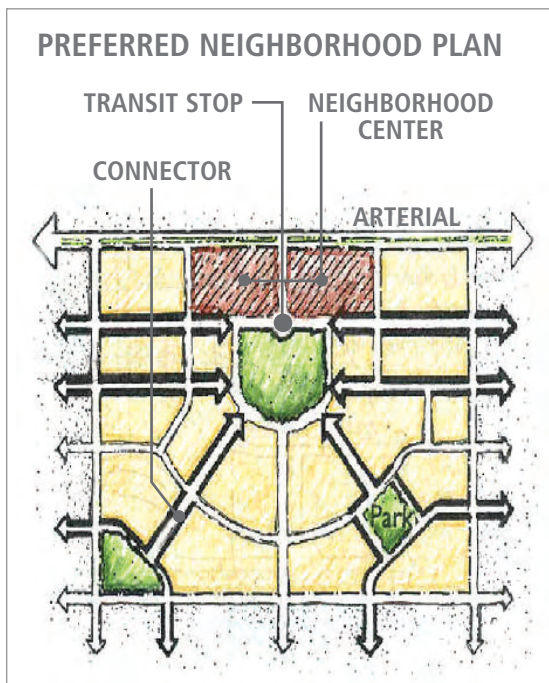 PREFERRED NEIGHBORHOOD PLAN
TRANSIT STOP
NEIGHBORHOOD
CENTER
CONNECTOR
ARTERIAL
Park